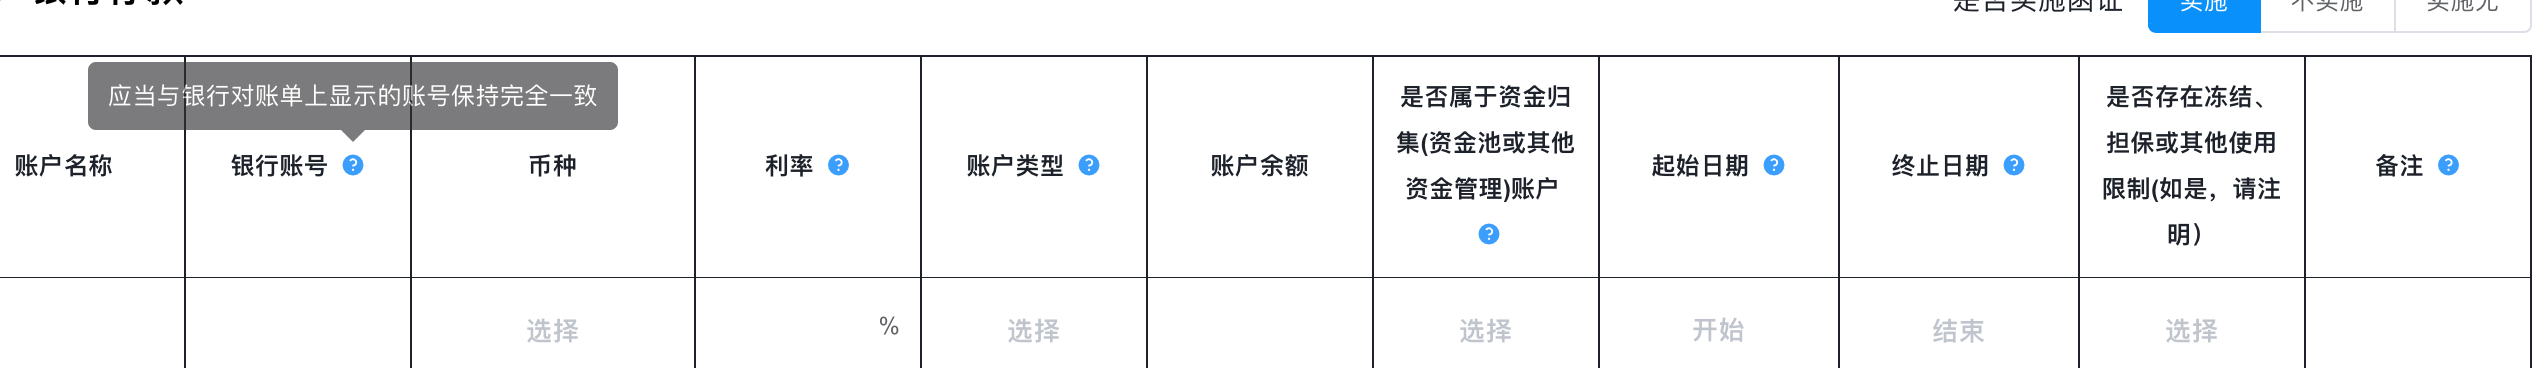 银行存款
是否实施函证
实施
不实施
实施无
应当与银行对账单上显示的账号保持完全一致
账户名称
银行账号 ?
币种
利率 ?
账户类型 ?
账户余额
是否属于资金归
集(资金池或其他
资金管理)账户
?
起始日期 ?
终止日期 ?
是否存在冻结、
担保或其他使用
限制(如是，请注
明）
备注 ?
选择
%
选择
选择
开始
结束
选择